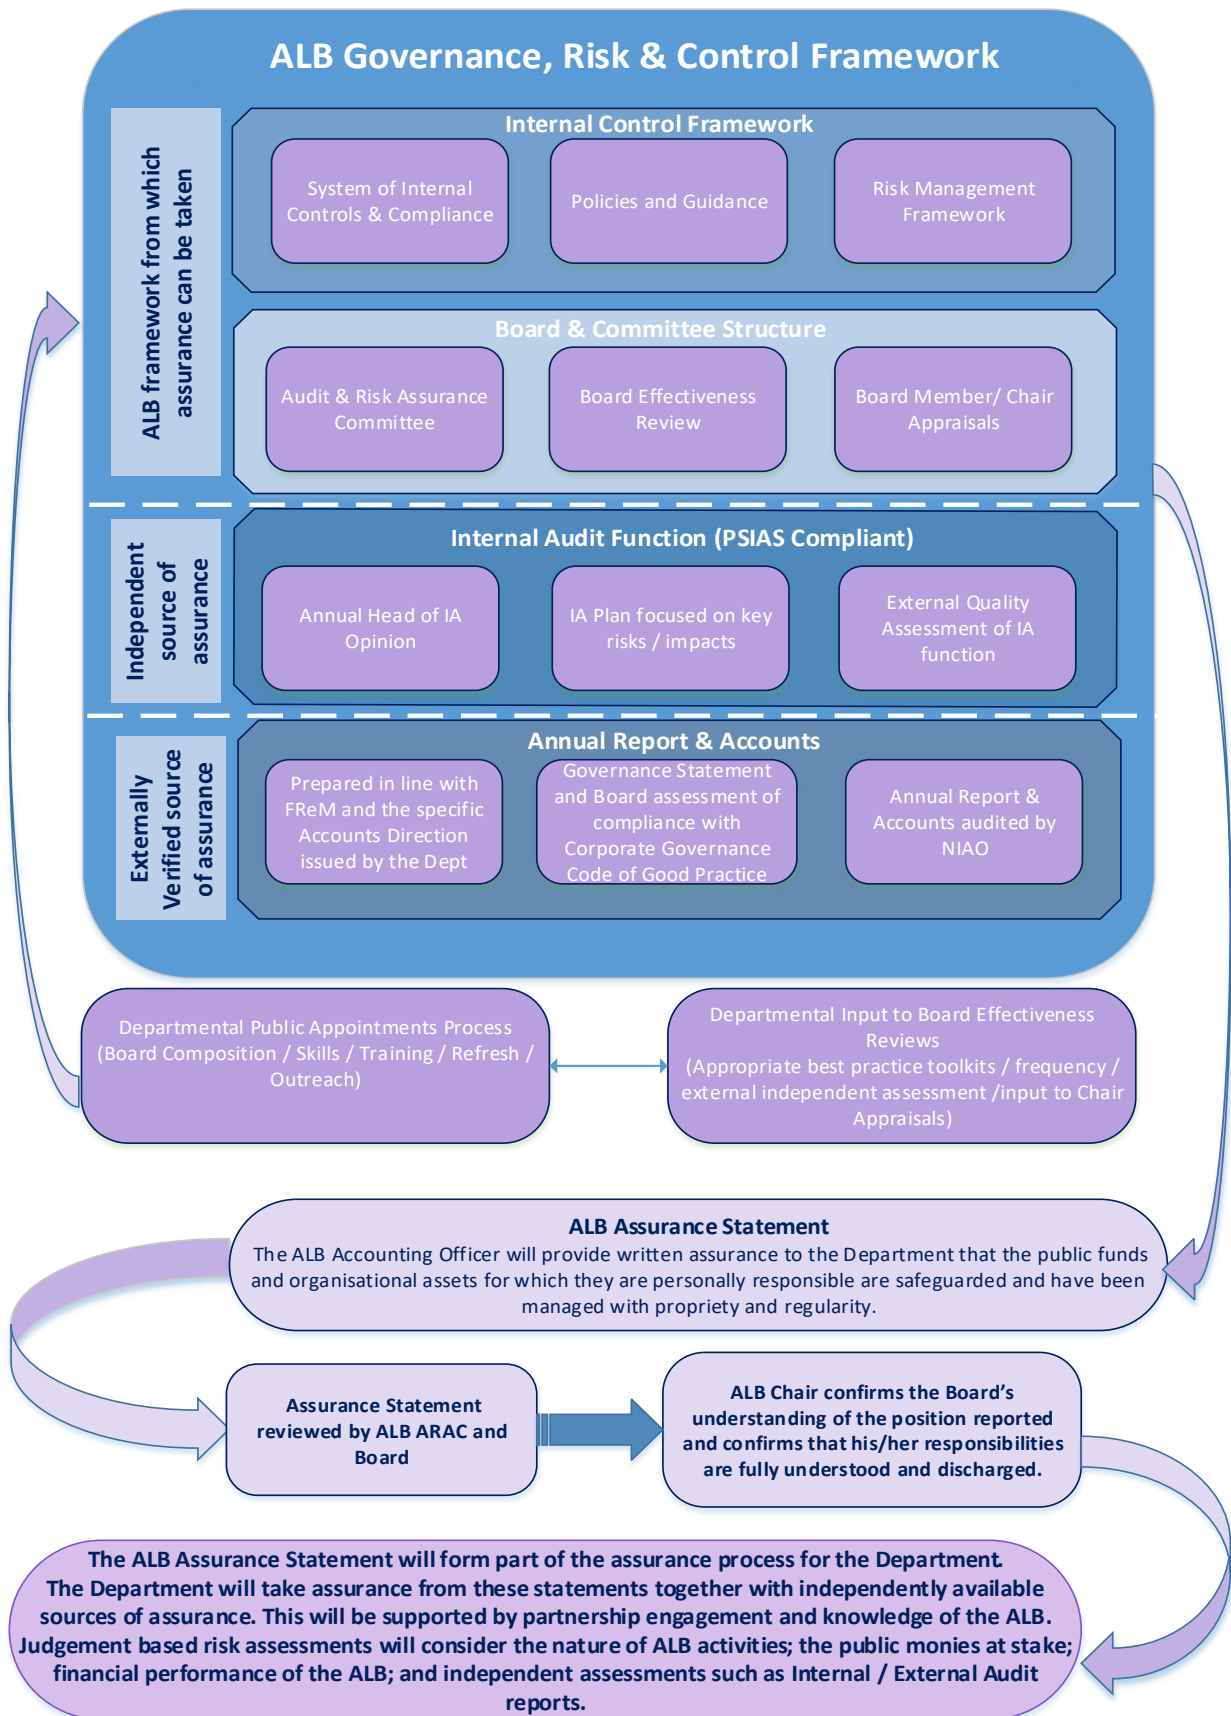 ALB Governance, Risk & Control Framework
ALB framework from which
assurance can be taken
Internal Control Framework
System of Internal
Controls & Compliance
Policies and Guidance
Risk Management
Framework
Board & Committee Structure
Audit & Risk Assurance
Committee
Board Effectiveness
Review
Board Member/ Chair
Appraisals
Independent
source of
assurance
Internal Audit Function (PSIAS Compliant)
Annual Head of IA
Opinion
IA Plan focused on key
risks / impacts
External Quality
Assessment of IA
function
Externally
Verified source
of assurance
Annual Report & Accounts
Prepared in line with
FReM and the specific
Accounts Direction
issued by the Dept
Governance Statement
and Board assessment of
compliance with
Corporate Governance
Code of Good Practice
Annual Report &
Accounts audited by
NIAO
Departmental Public Appointments Process
(Board Composition / Skills / Training / Refresh /
Outreach)
Departmental Input to Board Effectiveness
Reviews
(Appropriate best practice toolkits / frequency /
external independent assessment /input to Chair
Appraisals)
ALB Assurance Statement
The ALB Accounting Officer will provide written assurance to the Department that the public funds
and organisational assets for which they are personally responsible are safeguarded and have been
managed with propriety and regularity.
Assurance Statement
reviewed by ALB ARAC and
Board
ALB Chair confirms the Board's
understanding of the position reported
and confirms that his/her responsibilities
are fully understood and discharged.
The ALB Assurance Statement will form part of the assurance process for the Department.
The Department will take assurance from these statements together with independently available
sources of assurance. This will be supported by partnership engagement and knowledge of the ALB.
Judgement based risk assessments will consider the nature of ALB activities; the public monies at stake;
financial performance of the ALB; and independent assessments such as Internal / External Audit
reports.